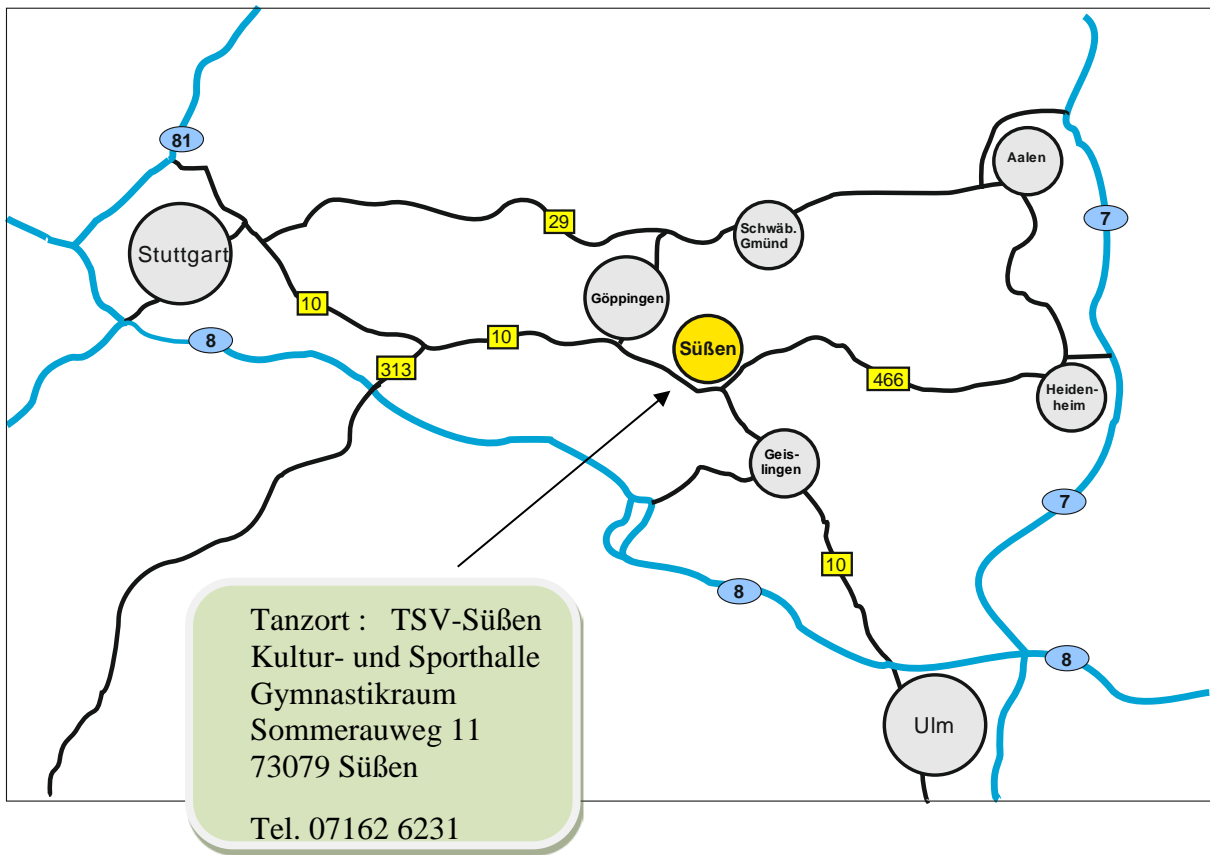 81
Aalen
7
29
Schwäb.
Gmünd
Stuttgart
Göppingen
10
10
8
Süßen
313
466
Heiden-
heim
Geis-
lingen
7
10
8
8
Tanzort :   TSV-Süßen
Kultur- und Sporthalle
Gymnastikraum
Sommerauweg 11
73079 Süßen
Tel. 07162 6231
Ulm